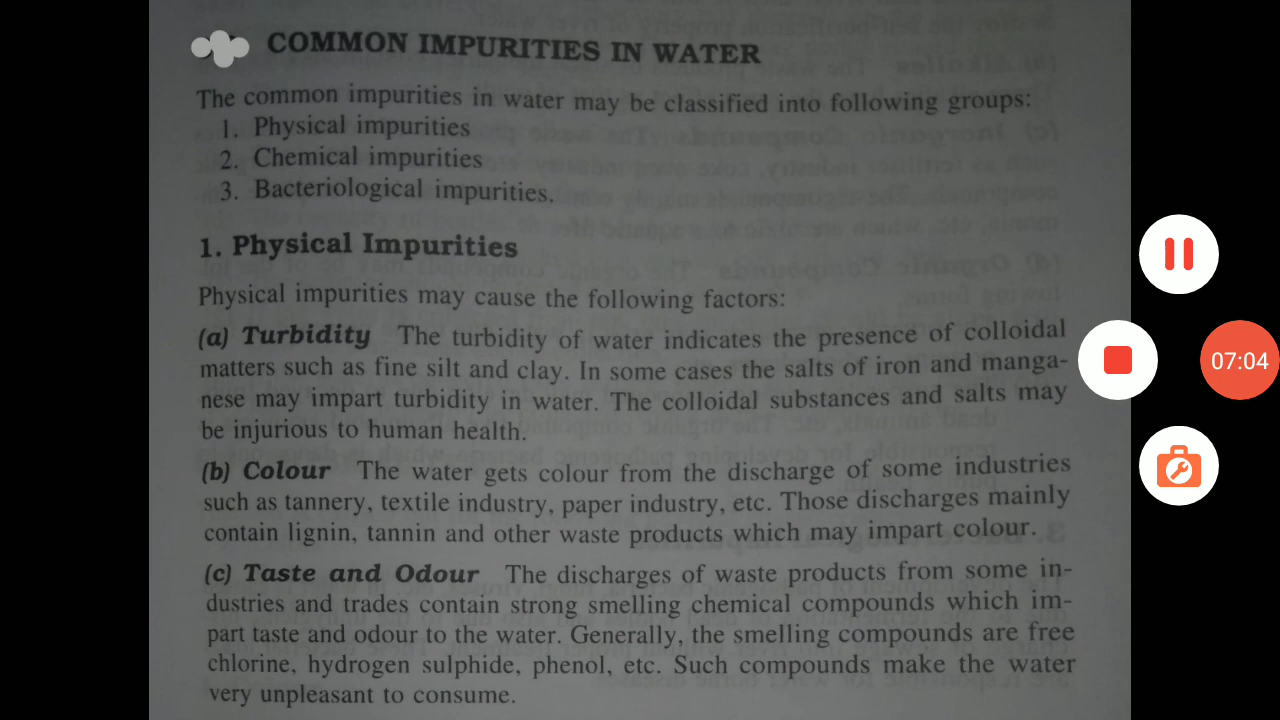 COMMON IMPURITIES IN WATER
The common impurities in water may be classified into following groups:
1. Physical impurities
2. Chemical impurities
3. Bacteriological impurities.
1. Physical Impurities
Physical impurities may cause the following factors:
(a) Turbidity The turbidity of water indicates the presence of colloidal
matters such as fine silt and clay. In some cases the salts of iron and manga-
nese may impart turbidity in water. The colloidal substances and salts may
be injurious to human health.
(b) Colour The water gets colour from the discharge of some industries
such as tannery, textile industry, paper industry, etc. Those discharges mainly
contain lignin, tannin and other waste products which may impart colour.
(c) Taste and Odour The discharges of waste products from some in-
dustries and trades contain strong smelling chemical compounds which im-
part taste and odour to the water. Generally, the smelling compounds are free
chlorine, hydrogen sulphide, phenol, etc. Such compounds make the water
very unpleasant to consume.
07:04